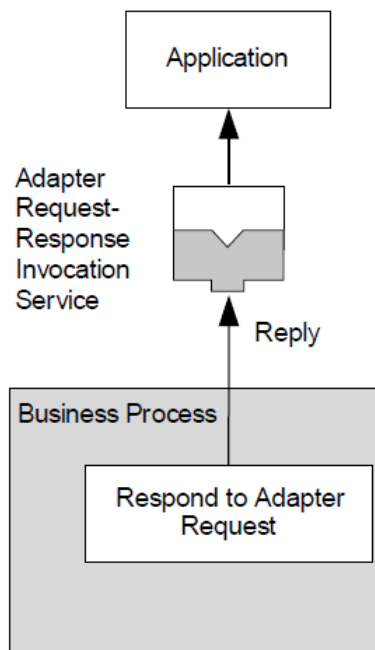 Application
Adapter
Request-
Response
Invocation
Service
Reply
Business Process
Respond to Adapter
Request